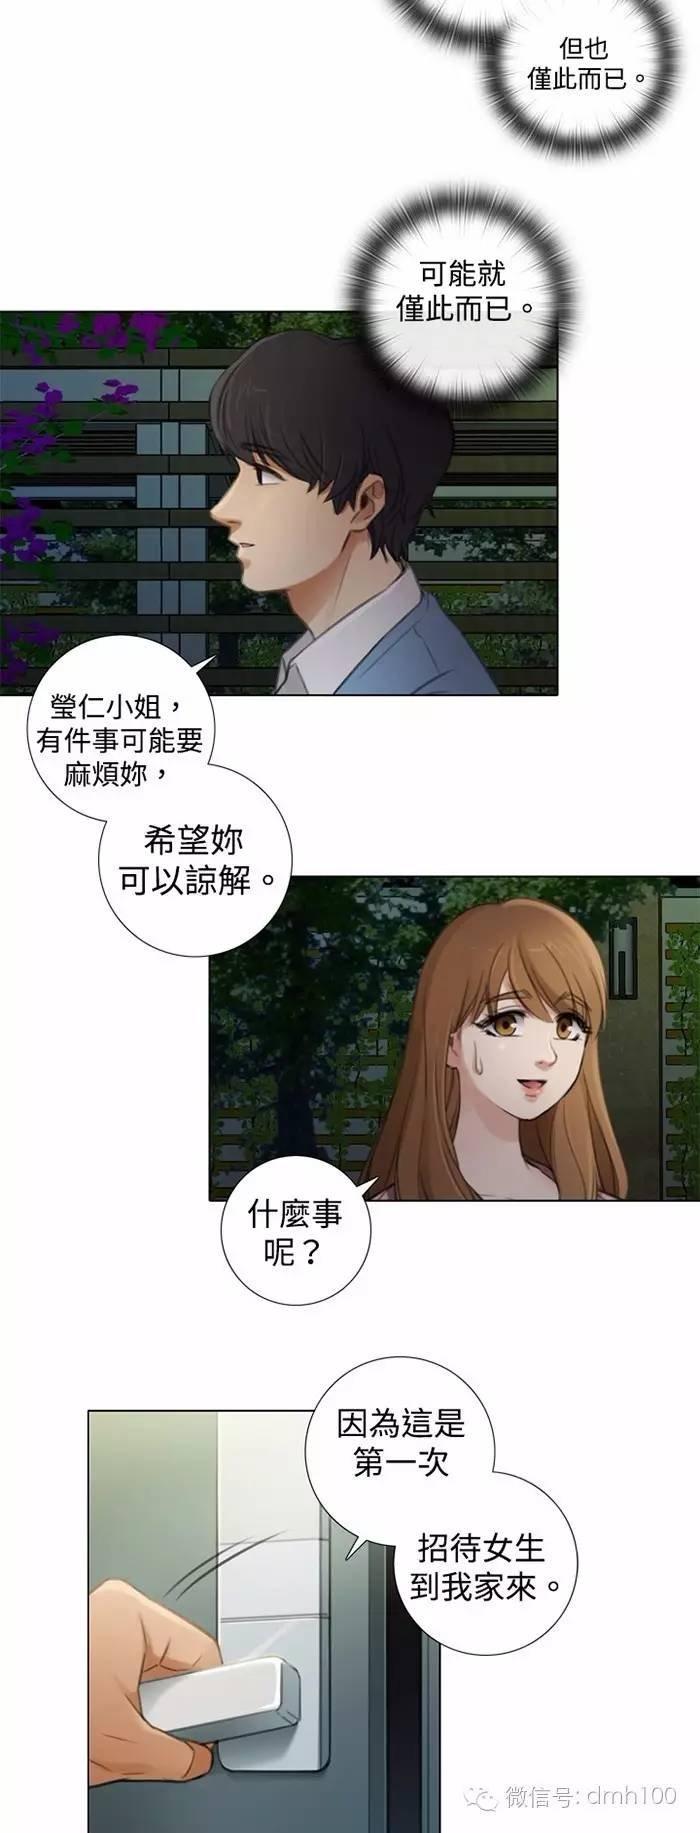 但也
僅此而已。
可能就
僅此而已。
瑩仁小姐，
有件事可能要
麻煩妳，
希望妳
可以諒解。
什麼事
呢？
因為這是
第一次
招待女生
到我家來。
微信号: dmh100